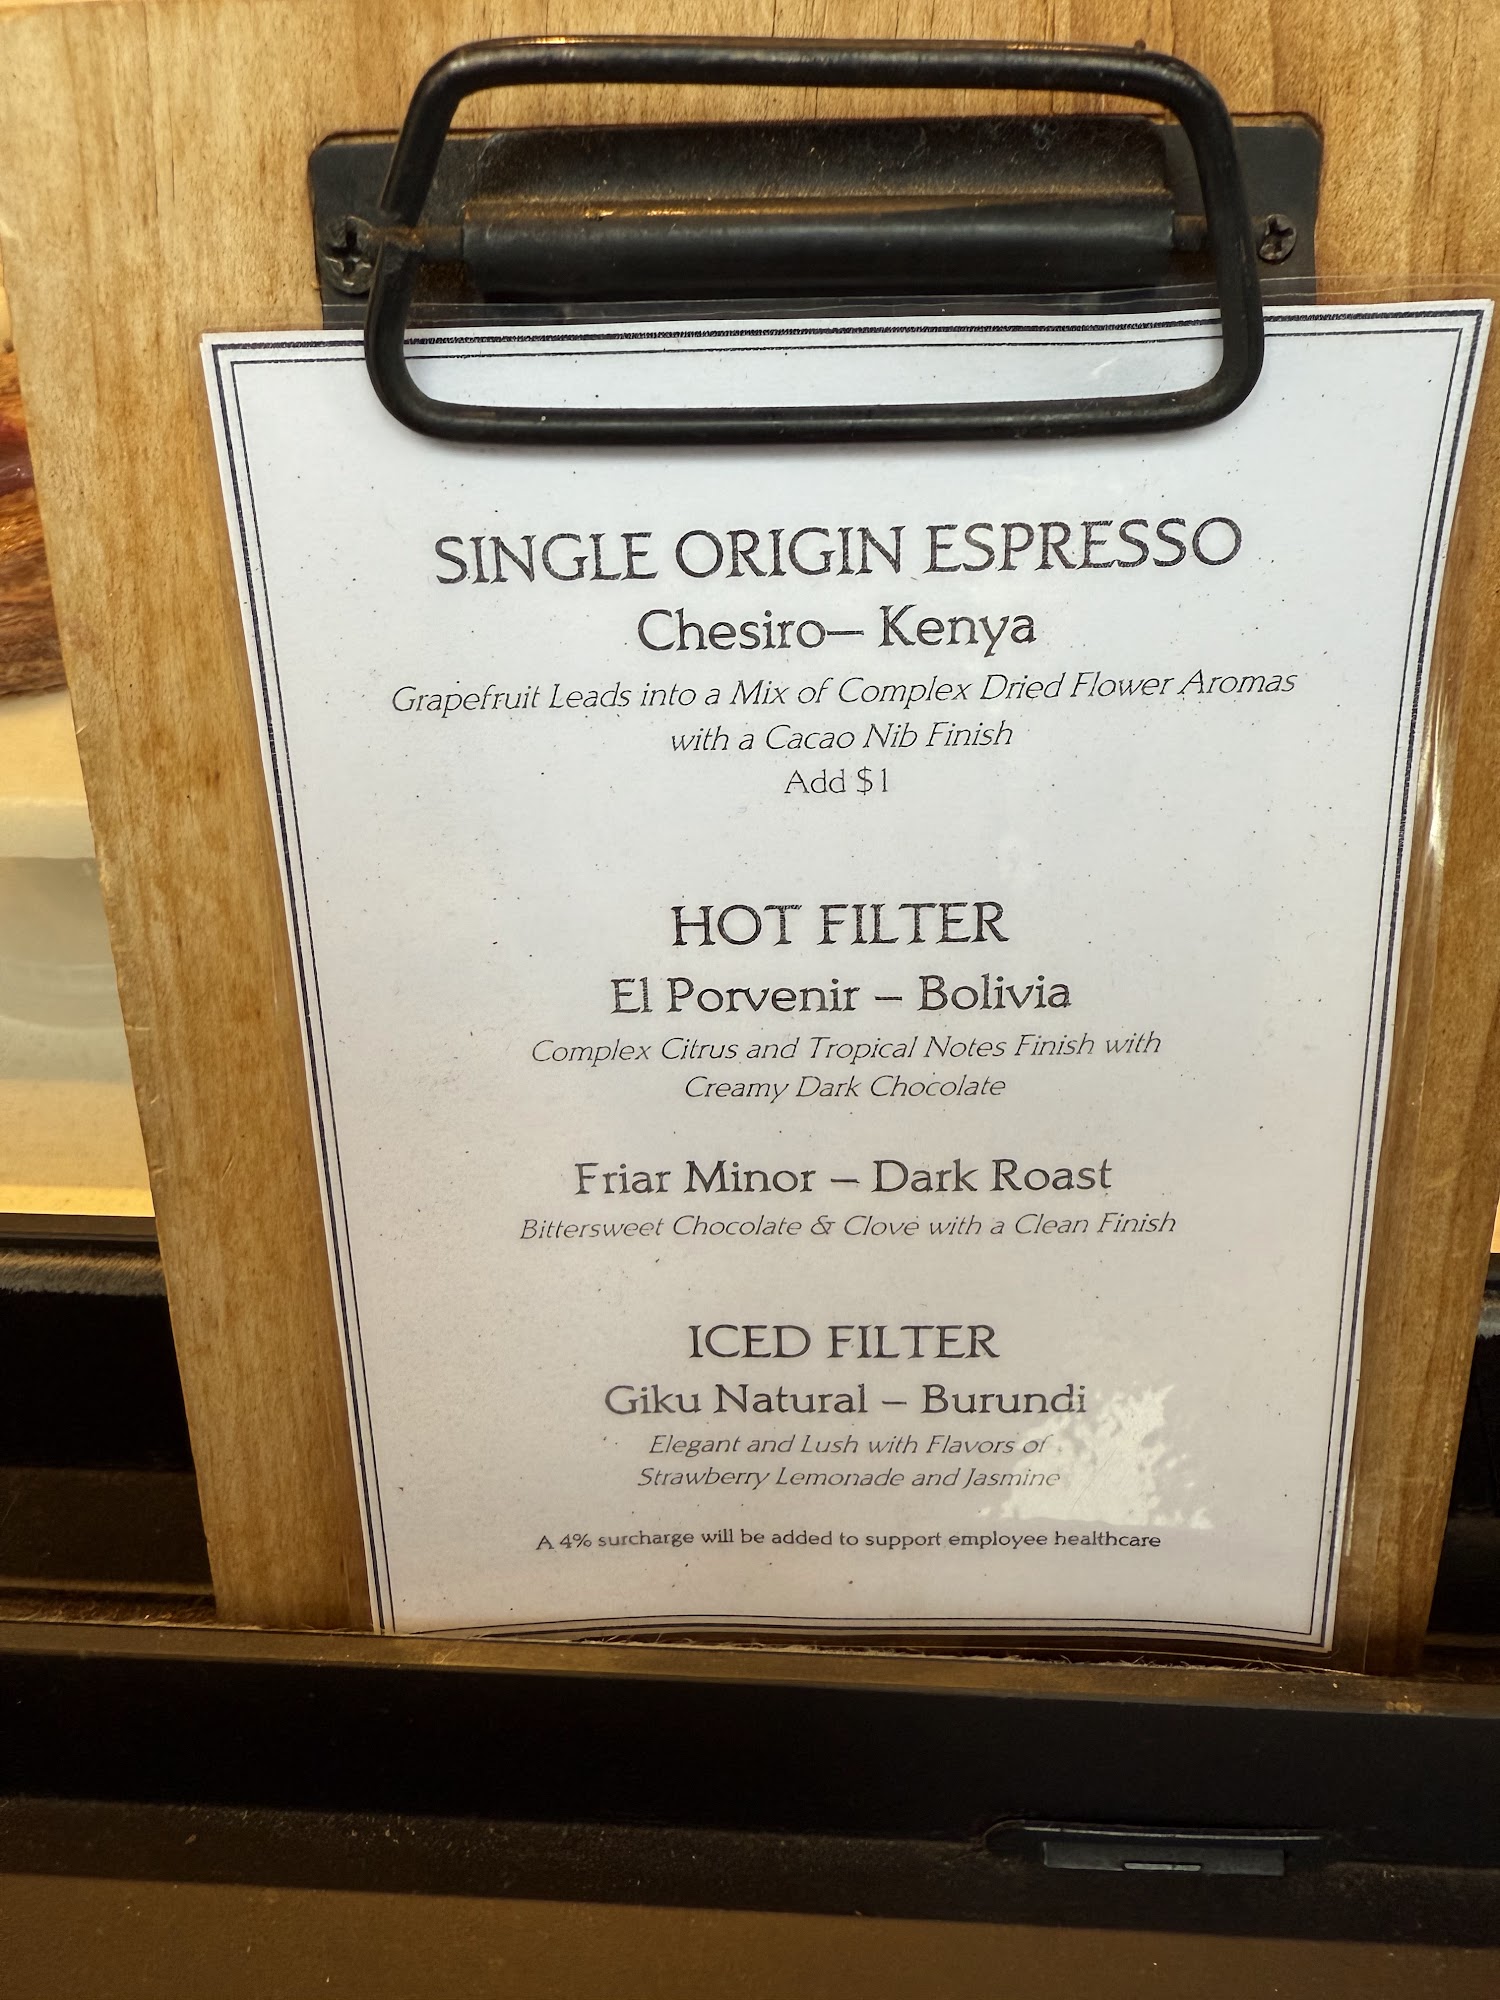 SINGLE ORIGIN ESPRESSO
Chesiro— Kenya
Grapefruit Leads into a Mix of Complex Dried Flower Aromas
with a Cacao Nib Finish
Add $1
HOT FILTER
El Porvenir – Bolivia
Complex Citrus and Tropical Notes Finish with
Creamy Dark Chocolate
Friar Minor – Dark Roast
Bittersweet Chocolate & Clove with a Clean Finish
ICED FILTER
Giku Natural – Burundi
Elegant and Lush with Flavors of
Strawberry Lemonade and Jasmine
A 4% surcharge will be added to support employee healthcare